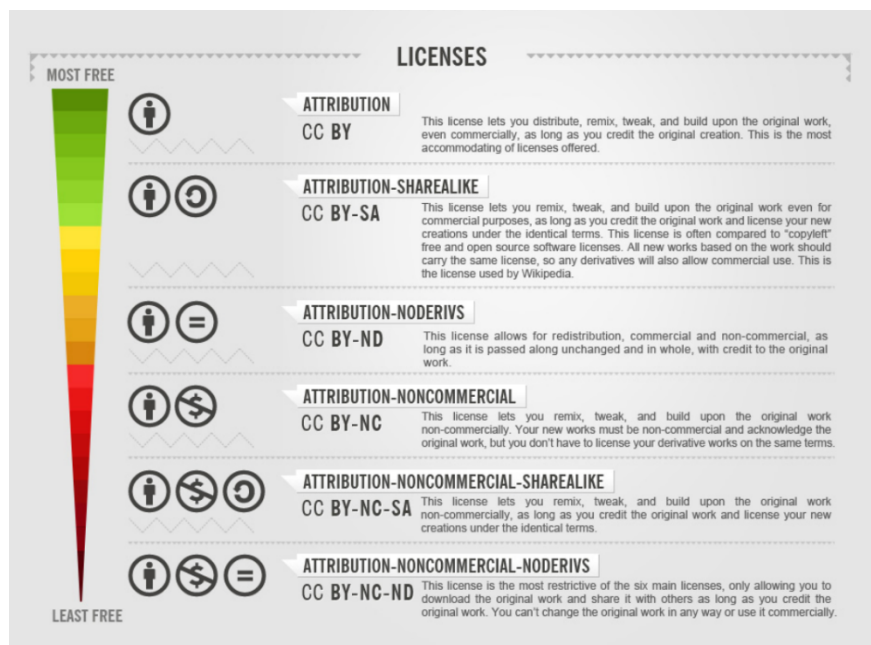 LICENSES
MOST FREE
ATTRIBUTION
CC BY
This license lets you distribute, remix, tweak, and build upon the original work,
even commercially, as long as you credit the original creation. This is the most
accommodating of licenses offered.
ATTRIBUTION-SHAREALIKE
CC BY-SA
This license lets you remix, tweak, and build upon the original work even for
commercial purposes, as long as you credit the original work and license your new
creations under the identical terms. This license is often compared to “copyleft”
free and open source software licenses. All new works based on the work should
carry the same license, so any derivatives will also allow commercial use. This is
the license used by Wikipedia.
ATTRIBUTION-NODERIVS
CC BY-ND
This license allows for redistribution, commercial and non-commercial, as
long as it is passed along unchanged and in whole, with credit to the original
work.
ATTRIBUTION-NONCOMMERCIAL
CC BY-NC
This license lets you remix, tweak, and build upon the original work
non-commercially. Your new works must be non-commercial and acknowledge the
original work, but you don’t have to license your derivative works on the same terms.
ATTRIBUTION-NONCOMMERCIAL-SHAREALIKE
CC BY-NC-SA
This license lets you remix, tweak, and build upon the original work
non-commercially, as long as you credit the original work and license your new
creations under the identical terms.
ATTRIBUTION-NONCOMMERCIAL-NODERIVS
CC BY-NC-ND
This license is the most restrictive of the six main licenses, only allowing you to
download the original work and share it with others as long as you credit the
original work. You can’t change the original work in any way or use it commercially.
LEAST FREE